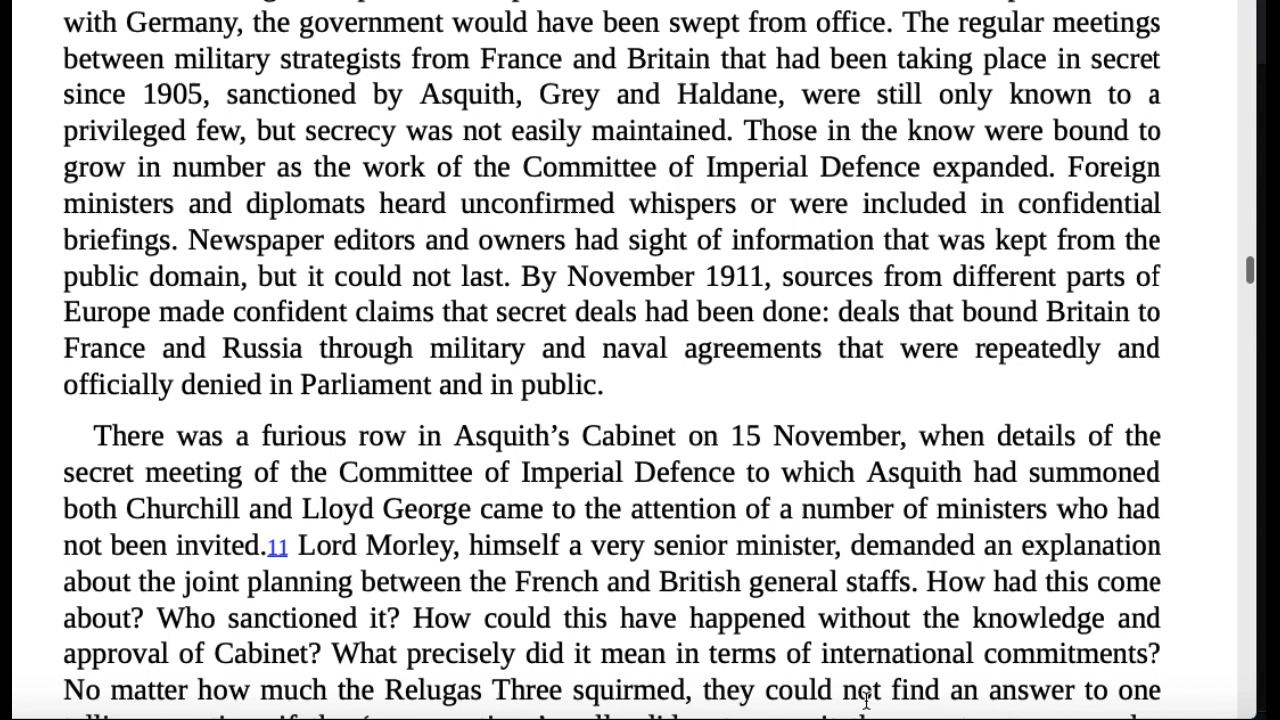 with Germany, the government would have been swept from office. The regular meetings
between military strategists from France and Britain that had been taking place in secret
since 1905, sanctioned by Asquith, Grey and Haldane, were still only known to a
privileged few, but secrecy was not easily maintained. Those in the know were bound to
grow in number as the work of the Committee of Imperial Defence expanded. Foreign
ministers and diplomats heard unconfirmed whispers or were included in confidential
briefings. Newspaper editors and owners had sight of information that was kept from the
public domain, but it could not last. By November 1911, sources from different parts of
Europe made confident claims that secret deals had been done: deals that bound Britain to
France and Russia through military and naval agreements that were repeatedly and
officially denied in Parliament and in public.
There was a furious row in Asquith’s Cabinet on 15 November, when details of the
secret meeting of the Committee of Imperial Defence to which Asquith had summoned
both Churchill and Lloyd George came to the attention of a number of ministers who had
not been invited.11 Lord Morley, himself a very senior minister, demanded an explanation
about the joint planning between the French and British general staffs. How had this come
about? Who sanctioned it? How could this have happened without the knowledge and
approval of Cabinet? What precisely did it mean in terms of international commitments?
No matter how much the Relugas Three squirmed, they could not find an answer to one